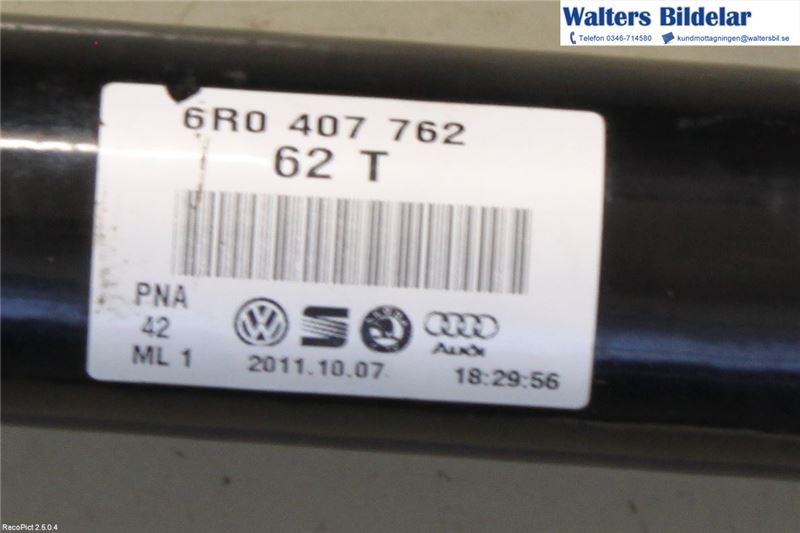 Walters Bildelar
Telefon 0346-714580 kundmottagningen@waltersbil.se
6R0 407 762
62 T
PNA
42
ML 1
SKODA
Audi
2011.10.07
18:29:56
RecoPict 2.5.0.4